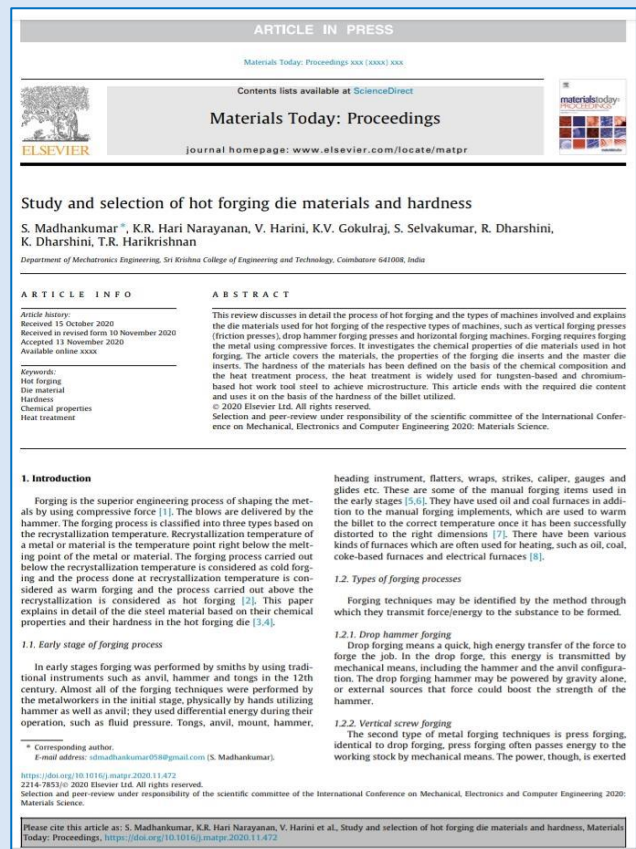 ARTICLE IN PRESS
Materials Today: Proceedings xxx (xxxx) xxx
Contents lists available at ScienceDirect
Materials Today: Proceedings
journal homepage: www.elsevier.com/locate/matpr
ELSEVIER
materialstoday:
PROCEEDINGS
Study and selection of hot forging die materials and hardness
S. Madhankumar *, K.R. Hari Narayanan, V. Harini, K.V. Gokulraj, S. Selvakumar, R. Dharshini,
K. Dharshini, T.R. Harikrishnan
Department of Mechatronics Engineering, Sri Krishna College of Engineering and Technology, Coimbatore 641008, India
ARTICLE INFO
Article history:
Received 15 October 2020
Received in revised form 10 November 2020
Accepted 13 November 2020
Available online xxxx
Keywords:
Hot forging
Die material
Hardness
Chemical properties
Heat treatment
ABSTRACT
This review discusses in detail the process of hot forging and the types of machines involved and explains
the die materials used for hot forging of the respective types of machines, such as vertical forging presses
(friction presses), drop hammer forging presses and horizontal forging machines. Forging requires forging
the metal using compressive forces. It investigates the chemical properties of die materials used in hot
forging. The article covers the materials, the properties of the forging die inserts and the master die
inserts. The hardness of the materials has been defined on the basis of the chemical composition and
the heat treatment process, the heat treatment is widely used for tungsten-based and chromium-
based hot work tool steel to achieve microstructure. This article ends with the required die content
and uses it on the basis of the hardness of the billet utilized.
© 2020 Elsevier Ltd. All rights reserved.
Selection and peer-review under responsibility of the scientific committee of the International Confer-
ence on Mechanical, Electronics and Computer Engineering 2020: Materials Science.
1. Introduction
Forging is the superior engineering process of shaping the met-
als by using compressive force [1]. The blows are delivered by the
hammer. The forging process is classified into three types based on
the recrystallization temperature. Recrystallization temperature of
a metal or material is the temperature point right below the melt-
ing point of the metal or material. The forging process carried out
below the recrystallization temperature is considered as cold forg-
ing and the process done at recrystallization temperature is con-
sidered as warm forging and the process carried out above the
recrystallization is considered as hot forging [2]. This paper
explains in detail of the die steel material based on their chemical
properties and their hardness in the hot forging die [3,4].
1.1. Early stage of forging process
In early stages forging was performed by smiths by using tradi-
tional instruments such as anvil, hammer and tongs in the 12th
century. Almost all of the forging techniques were performed by
the metalworkers in the initial stage, physically by hands utilizing
hammer as well as anvil; they used differential energy during their
operation, such as fluid pressure. Tongs, anvil, mount, hammer,
* Corresponding author.
E-mail address: sdmadhankumar058@gmail.com (S. Madhankumar).
heading instrument, flatters, wraps, strikes, caliper, gauges and
glides etc. These are some of the manual forging items used in
the early stages [5,6]. They have used oil and coal furnaces in addi-
tion to the manual forging implements, which are used to warm
the billet to the correct temperature once it has been successfully
distorted to the right dimensions [7]. There have been various
kinds of furnaces which are often used for heating, such as oil, coal,
coke-based furnaces and electrical furnaces [8].
1.2. Types of forging processes
Forging techniques may be identified by the method through
which they transmit force/energy to the substance to be formed.
1.2.1. Drop hammer forging
Drop forging means a quick, high energy transfer of the force to
forge the job. In the drop forge, this energy is transmitted by
mechanical means, including the hammer and the anvil configura-
tion. The drop forging hammer may be powered by gravity alone,
or external sources that force could boost the strength of the
hammer.
1.2.2. Vertical screw forging
The second type of metal forging techniques is press forging,
identical to drop forging, press forging often passes energy to the
working stock by mechanical means. The power, though, is exerted
https://doi.org/10.1016/j.matpr.2020.11.472
2214-7853/© 2020 Elsevier Ltd. All rights reserved.
Selection and peer-review under responsibility of the scientific committee of the International Conference on Mechanical, Electronics and Computer Engineering 2020:
Materials Science.
Please cite this article as: S. Madhankumar, K.R. Hari Narayanan, V. Harini et al., Study and selection of hot forging die materials and hardness, Materials
Today: Proceedings, https://doi.org/10.1016/j.matpr.2020.11.472